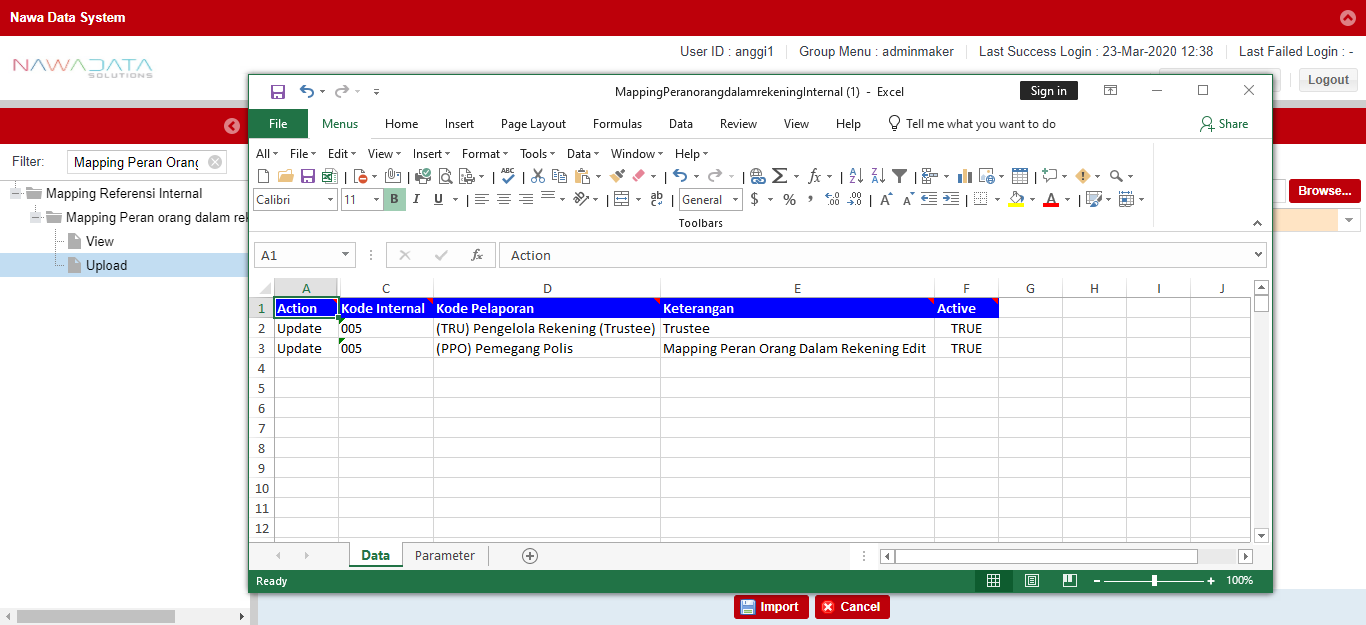 Nawa Data System
NAWADATA
SOLUTIONS
User ID : anggi1
Group Menu : adminmaker
Last Success Login : 23-Mar-2020 12:38
Last Failed Login : -
Logout
Filter:
Mapping Peran Orang
Mapping Referensi Internal
Mapping Peran orang dalam rek
View
Upload
Browse...
MappingPeranorangdalamrekeningInternal (1) - Excel
Sign in
File Menus Home Insert Page Layout Formulas Data Review View Help Tell me what you want to do Share
All File Edit View Insert Format Tools Data Window Help
ABC
Calibri 11 B I U ab General $ % , .00 .00 A A A
Toolbars
A1 fx Action
A C D E F G H I J
1 Action Kode Internal Kode Pelaporan Keterangan Active
2 Update 005 (TRU) Pengelola Rekening (Trustee) Trustee TRUE
3 Update 005 (PPO) Pemegang Polis Mapping Peran Orang Dalam Rekening Edit TRUE
4
5
6
7
8
9
10
11
12
Data Parameter
Ready 100%
Import Cancel